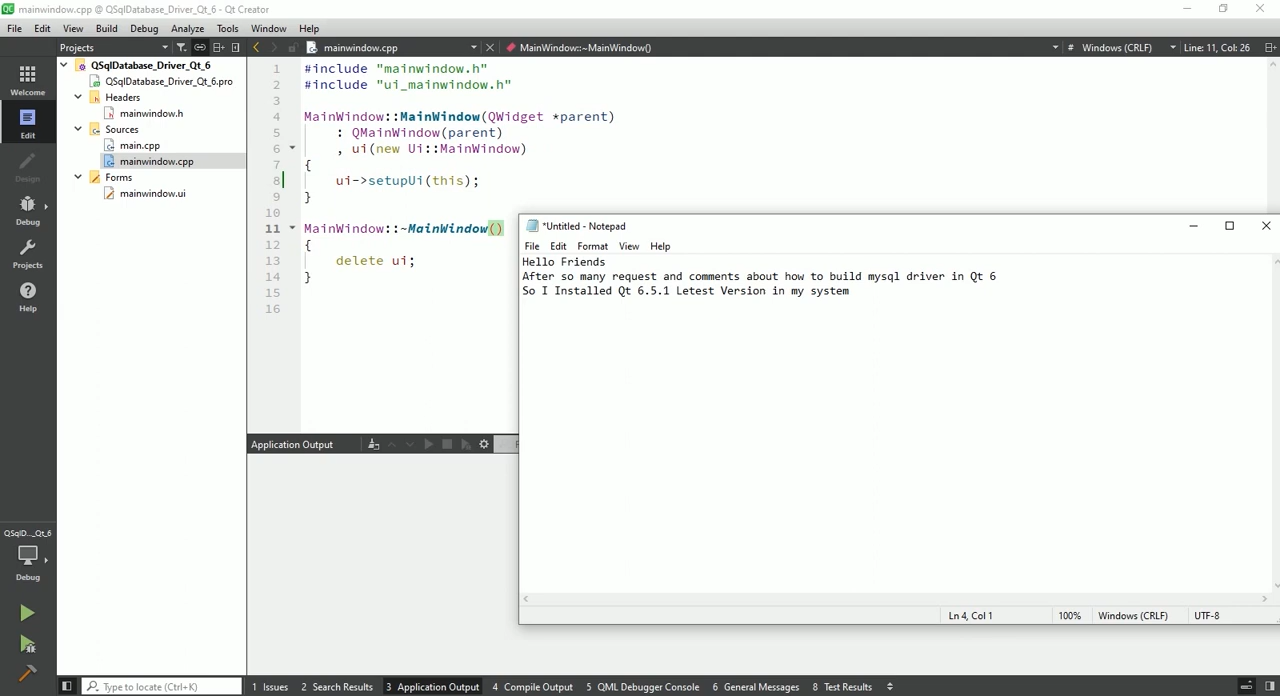 mainwindow.cpp @ QSqlDatabase_Driver_Qt_6 - Qt Creator
File Edit View Build Debug Analyze Tools Window Help
Projects
mainwindow.cpp
MainWindow::~MainWindow()
# Windows (CRLF)
Line: 11, Col: 26
Welcome
Edit
Design
Debug
Projects
Help
QSqlDatabase_Driver_Qt_6
QSqlDatabase_Driver_Qt_6.pro
Headers
mainwindow.h
Sources
main.cpp
mainwindow.cpp
Forms
mainwindow.ui
1 #include "mainwindow.h"
2 #include "ui_mainwindow.h"
3
4 MainWindow::MainWindow(QWidget *parent)
5 : QMainWindow(parent)
6 , ui(new Ui::MainWindow)
7 {
8 ui->setupUi(this);
9 }
10
11 MainWindow::~MainWindow()
12 {
13 delete ui;
14 }
15
16
*Untitled - Notepad
File Edit Format View Help
Hello Friends
After so many request and comments about how to build mysql driver in Qt 6
So I Installed Qt 6.5.1 Letest Version in my system
Ln 4, Col 1
100%
Windows (CRLF)
UTF-8
Application Output
QSqlD..._Qt_6
Debug
Type to locate (Ctrl+K)
1 Issues
2 Search Results
3 Application Output
4 Compile Output
5 QML Debugger Console
6 General Messages
8 Test Results